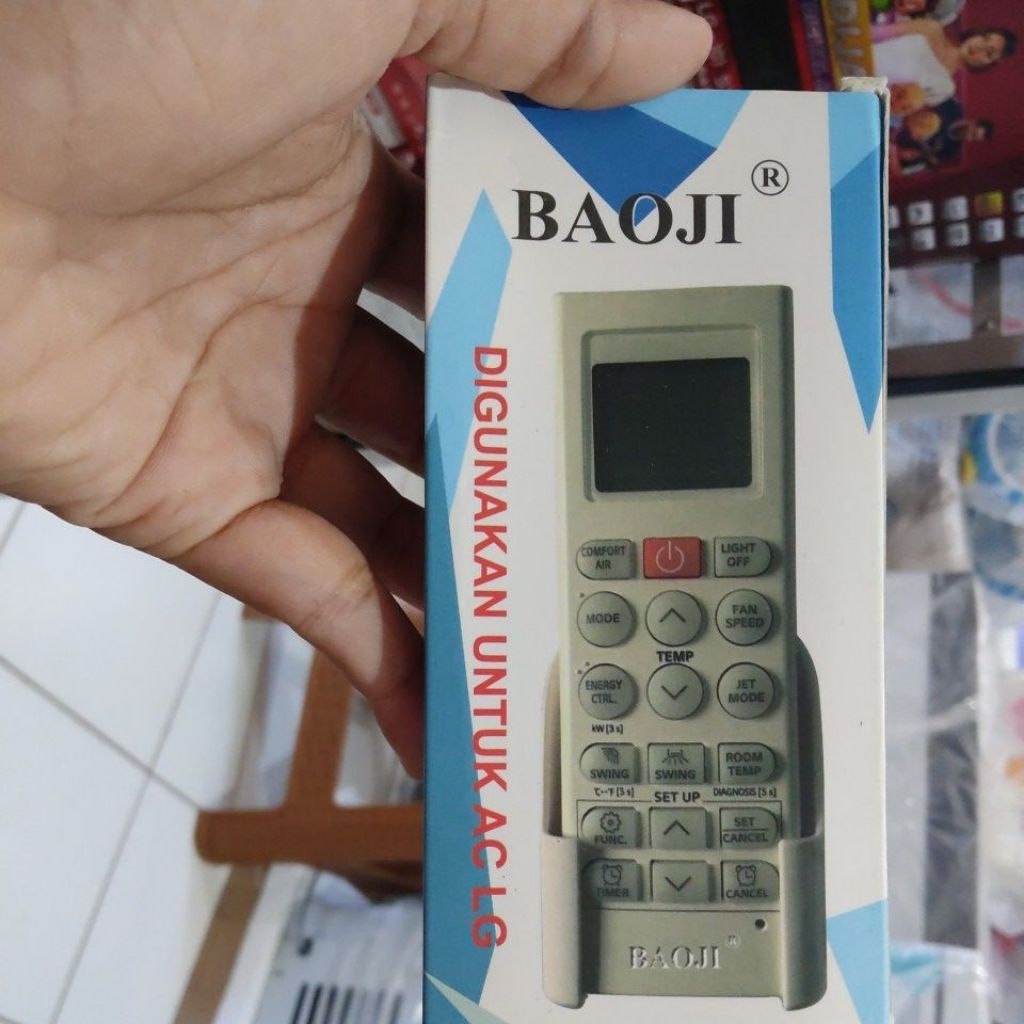 BAOJI ®
DIGUNAKAN UNTUK AC LG
COMFORT AIR
LIGHT OFF
MODE
FAN SPEED
TEMP
ENERGY CTRL.
JET MODE
kW [3 s]
SWING
SWING
ROOM TEMP
°C↔°F [5 s]
SET UP
DIAGNOSIS [5 s]
FUNC.
SET
CANCEL
TIMER
CANCEL
BAOJI ®